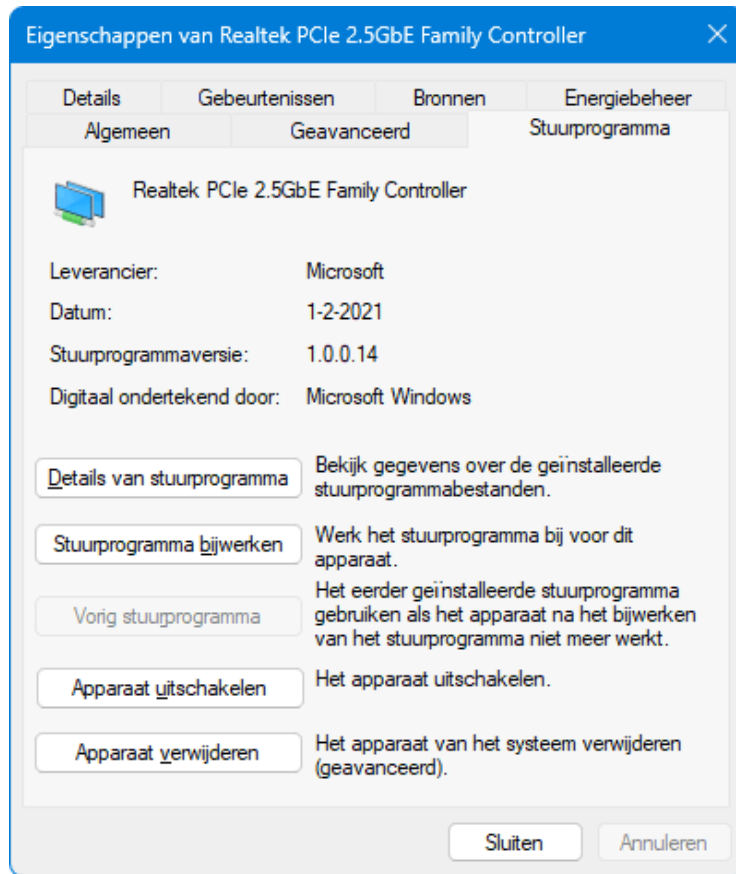 Eigenschappen van Realtek PCIe 2.5GbE Family Controller
Details Gebeurtenissen Bronnen Energiebeheer
Algemeen Geavanceerd Stuurprogramma
Realtek PCIe 2.5GbE Family Controller
Leverancier: Microsoft
Datum: 1-2-2021
Stuurprogrammaversie: 1.0.0.14
Digitaal ondertekend door: Microsoft Windows
Details van stuurprogramma
Bekijk gegevens over de geïnstalleerde
stuurprogrammabestanden.
Stuurprogramma bijwerken
Werk het stuurprogramma bij voor dit
apparaat.
Vorig stuurprogramma
Het eerder geïnstalleerde stuurprogramma
gebruiken als het apparaat na het bijwerken
van het stuurprogramma niet meer werkt.
Apparaat uitschakelen
Het apparaat uitschakelen.
Apparaat verwijderen
Het apparaat van het systeem verwijderen
(geavanceerd).
Sluiten Annuleren